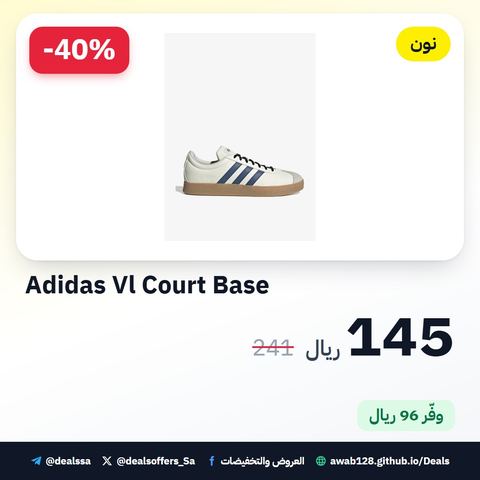 -40%
نون
Adidas Vl Court Base
145 ريال 241
وفّر 96 ريال
@dealssa @dealsoffers_Sa العروض والتخفيضات awab128.github.io/Deals